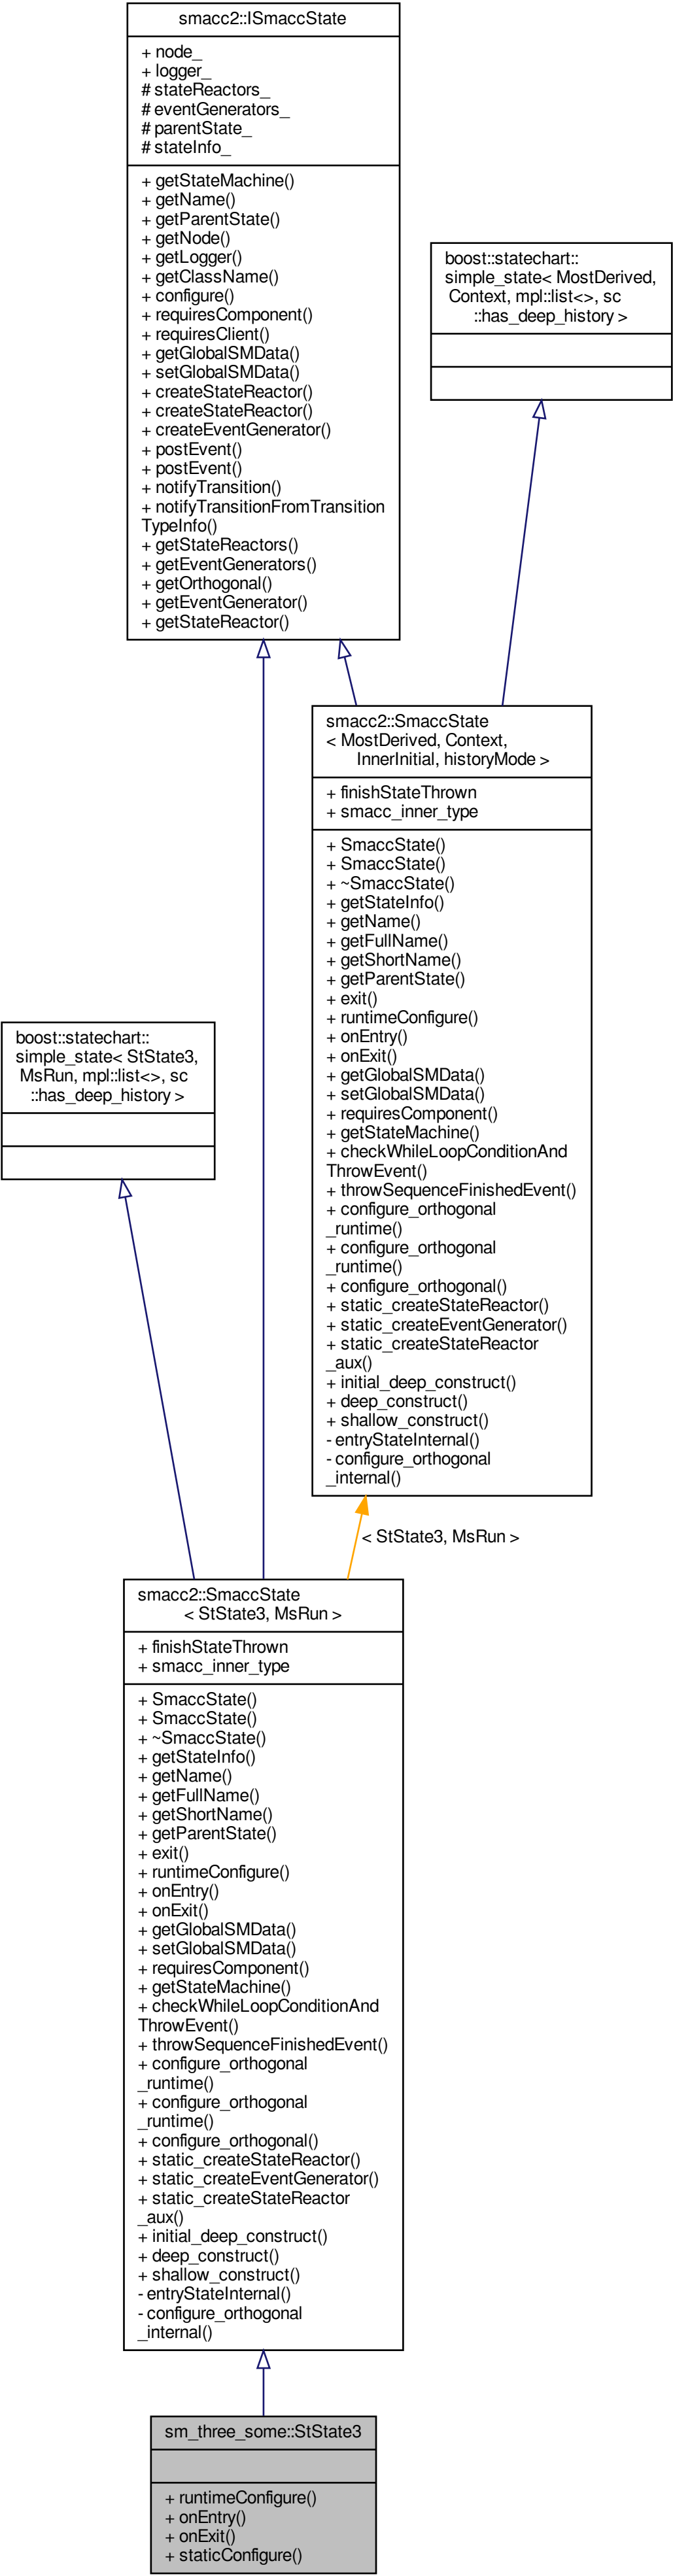 smacc2::ISmaccState
+ node_
+ logger_
# stateReactors_
# eventGenerators_
# parentState_
# stateInfo_
+ getStateMachine()
+ getName()
+ getParentState()
+ getNode()
+ getLogger()
+ getClassName()
+ configure()
+ requiresComponent()
+ requiresClient()
+ getGlobalSMData()
+ setGlobalSMData()
+ createStateReactor()
+ createStateReactor()
+ createEventGenerator()
+ postEvent()
+ postEvent()
+ notifyTransition()
+ notifyTransitionFromTransition
TypeInfo()
+ getStateReactors()
+ getEventGenerators()
+ getOrthogonal()
+ getEventGenerator()
+ getStateReactor()
boost::statechart::
simple_state< MostDerived,
Context, mpl::list<>, sc
::has_deep_history >
smacc2::SmaccState
< MostDerived, Context,
InnerInitial, historyMode >
+ finishStateThrown
+ smacc_inner_type
+ SmaccState()
+ SmaccState()
+ ~SmaccState()
+ getStateInfo()
+ getName()
+ getFullName()
+ getShortName()
+ getParentState()
+ exit()
+ runtimeConfigure()
+ onEntry()
+ onExit()
+ getGlobalSMData()
+ setGlobalSMData()
+ requiresComponent()
+ getStateMachine()
+ checkWhileLoopConditionAnd
ThrowEvent()
+ throwSequenceFinishedEvent()
+ configure_orthogonal
_runtime()
+ configure_orthogonal
_runtime()
+ configure_orthogonal()
+ static_createStateReactor()
+ static_createEventGenerator()
+ static_createStateReactor
_aux()
+ initial_deep_construct()
+ deep_construct()
+ shallow_construct()
- entryStateInternal()
- configure_orthogonal
_internal()
boost::statechart::
simple_state< StState3,
MsRun, mpl::list<>, sc
::has_deep_history >
< StState3, MsRun >
smacc2::SmaccState
< StState3, MsRun >
+ finishStateThrown
+ smacc_inner_type
+ SmaccState()
+ SmaccState()
+ ~SmaccState()
+ getStateInfo()
+ getName()
+ getFullName()
+ getShortName()
+ getParentState()
+ exit()
+ runtimeConfigure()
+ onEntry()
+ onExit()
+ getGlobalSMData()
+ setGlobalSMData()
+ requiresComponent()
+ getStateMachine()
+ checkWhileLoopConditionAnd
ThrowEvent()
+ throwSequenceFinishedEvent()
+ configure_orthogonal
_runtime()
+ configure_orthogonal
_runtime()
+ configure_orthogonal()
+ static_createStateReactor()
+ static_createEventGenerator()
+ static_createStateReactor
_aux()
+ initial_deep_construct()
+ deep_construct()
+ shallow_construct()
- entryStateInternal()
- configure_orthogonal
_internal()
sm_three_some::StState3
+ runtimeConfigure()
+ onEntry()
+ onExit()
+ staticConfigure()